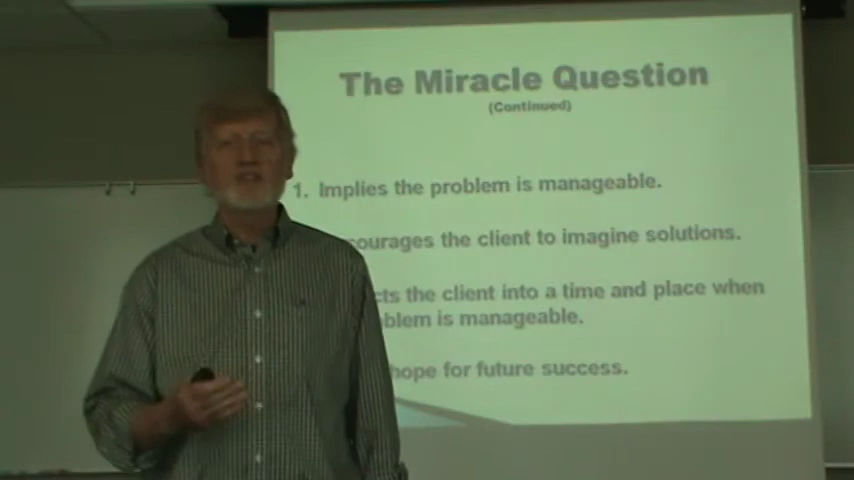 The Miracle Question
(Continued)
1. Implies the problem is manageable.
courages the client to imagine solutions.
cts the client into a time and place when
blem is manageable.
hope for future success.